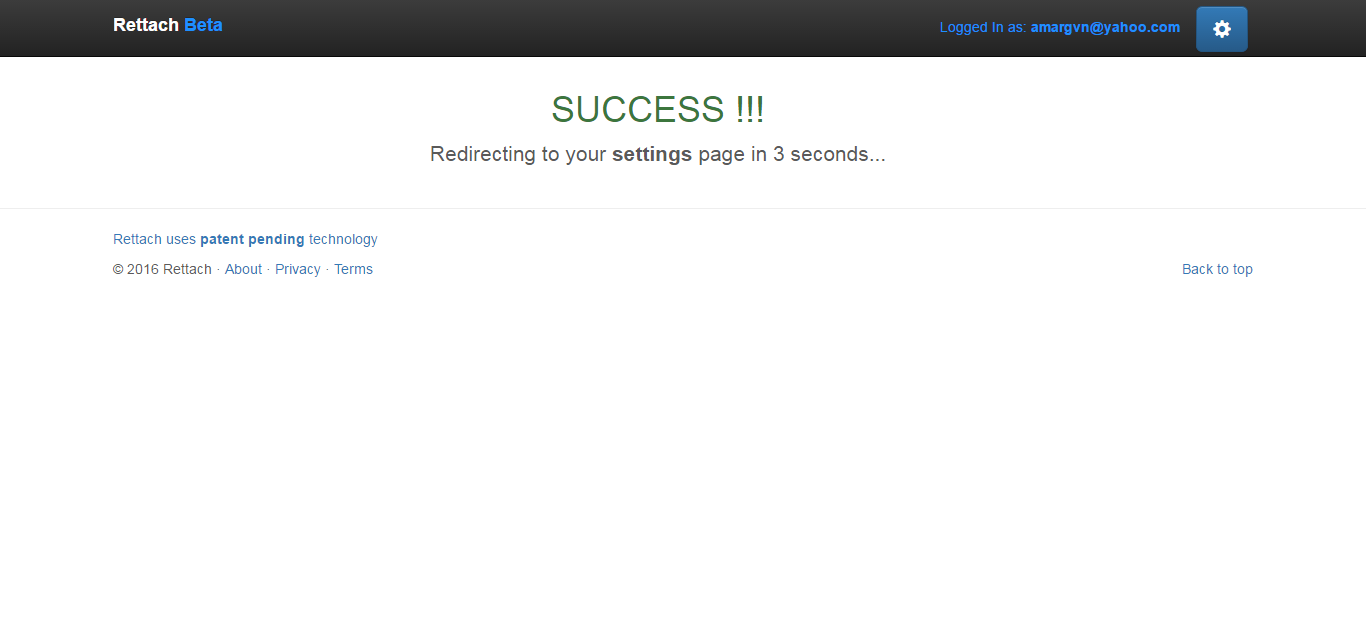 Rettach Beta
Logged In as: amargvn@yahoo.com
SUCCESS !!!
Redirecting to your settings page in 3 seconds...
Rettach uses patent pending technology
© 2016 Rettach · About · Privacy · Terms
Back to top